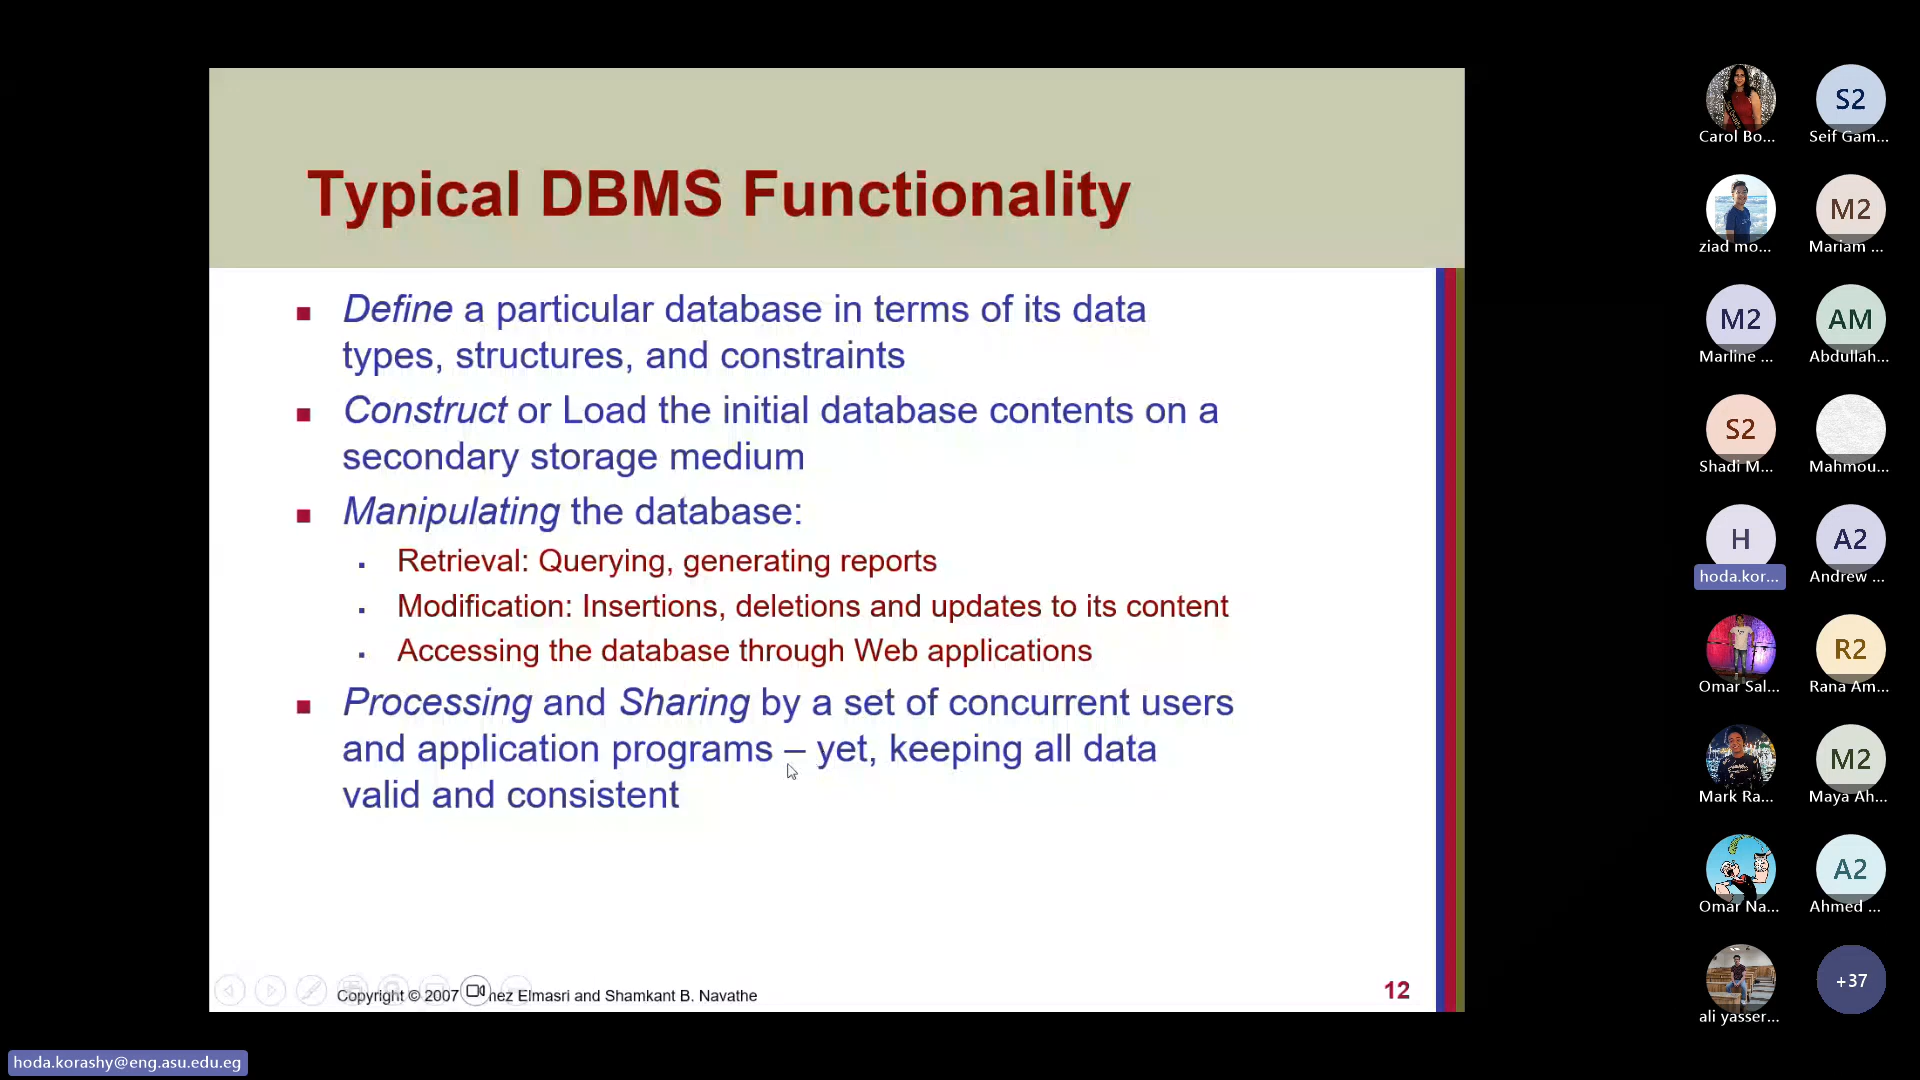 Typical DBMS Functionality
Define a particular database in terms of its data
types, structures, and constraints
Construct or Load the initial database contents on a
secondary storage medium
Manipulating the database:
Retrieval: Querying, generating reports
Modification: Insertions, deletions and updates to its content
Accessing the database through Web applications
Processing and Sharing by a set of concurrent users
and application programs – yet, keeping all data
valid and consistent
Copyright © 2007 mez Elmasri and Shamkant B. Navathe
12
hoda.korashy@eng.asu.edu.eg
Carol Bo...
S2
Seif Gam...
ziad mo...
M2
Mariam ...
M2
Marline ...
AM
Abdullah...
S2
Shadi M...
Mahmou...
H
hoda.kor...
A2
Andrew ...
Omar Sal...
R2
Rana Am...
Mark Ra...
M2
Maya Ah...
Omar Na...
A2
Ahmed ...
ali yasser...
+37